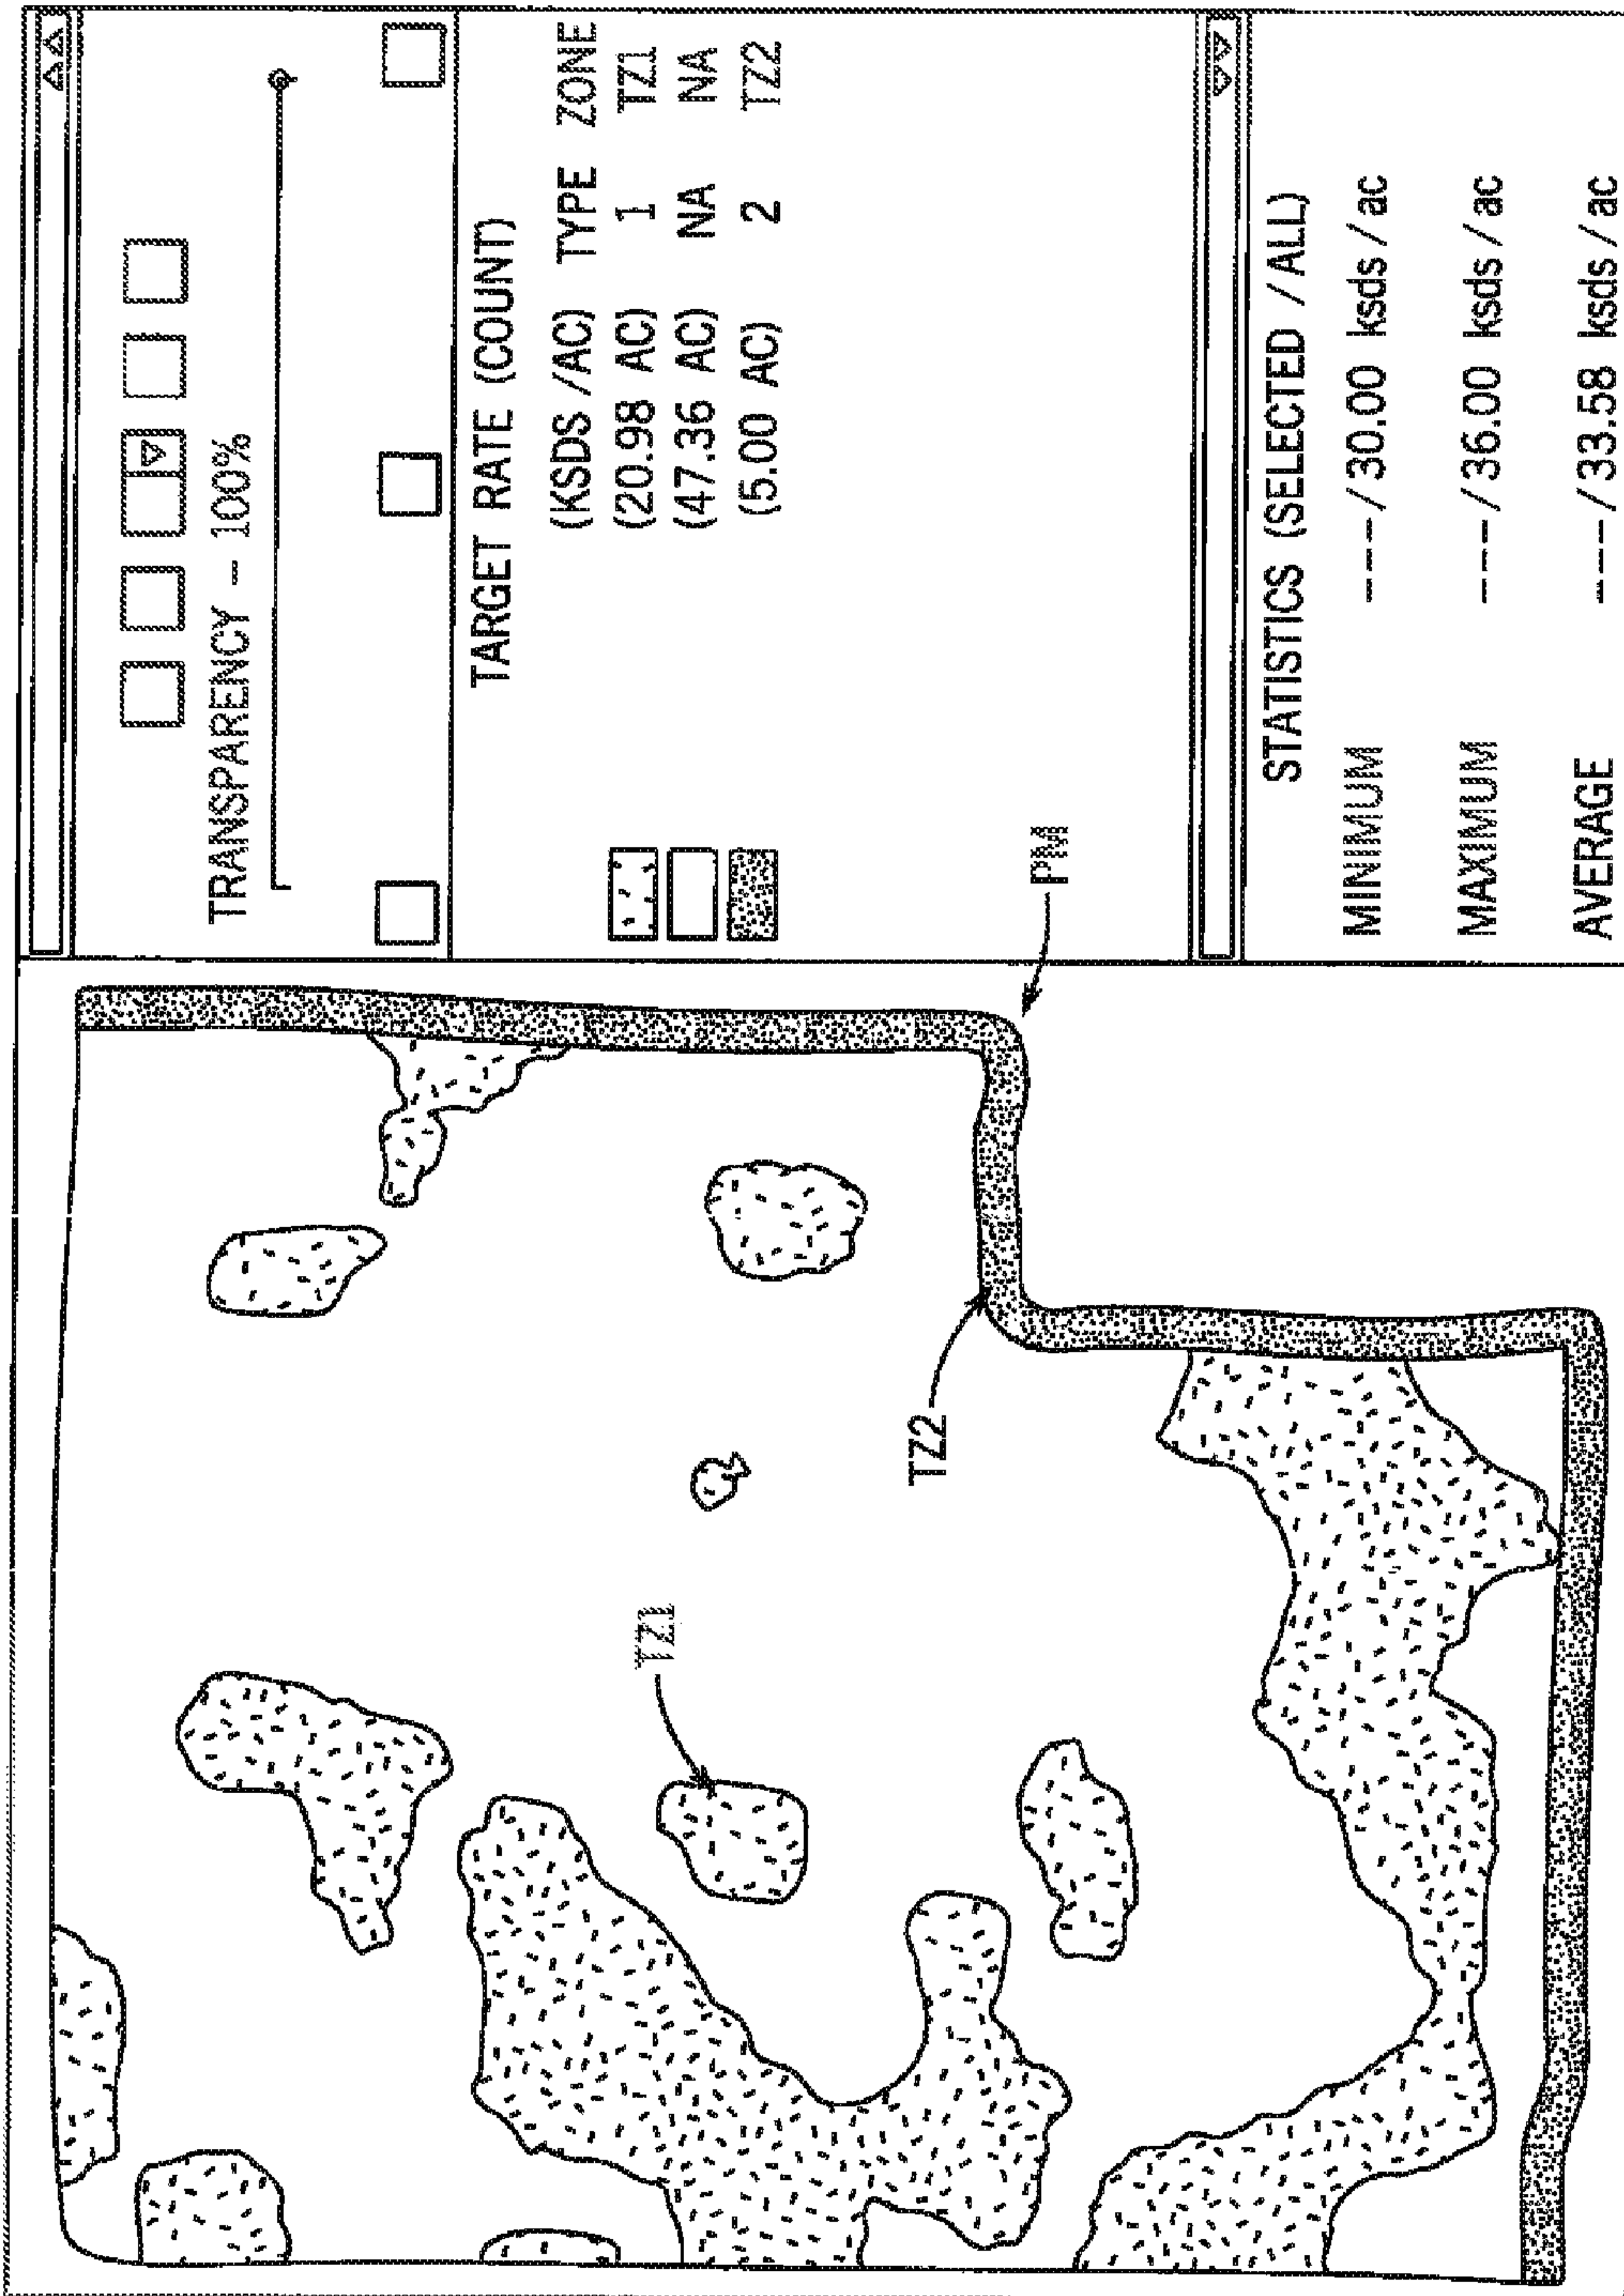 TRANSPARENCY – 100%
TARGET RATE (COUNT)
(KSDS /AC) TYPE ZONE
(20.98 AC) 1 TZ1
(47.36 AC) NA NA
(5.00 AC) 2 TZ2
STATISTICS (SELECTED /ALL)
MINIMUM ---/30.00 ksds/ac
MAXIMUM ---/36.00 ksds/ac
AVERAGE ---/33.58 ksds/ac
TZ1
TZ2
PM